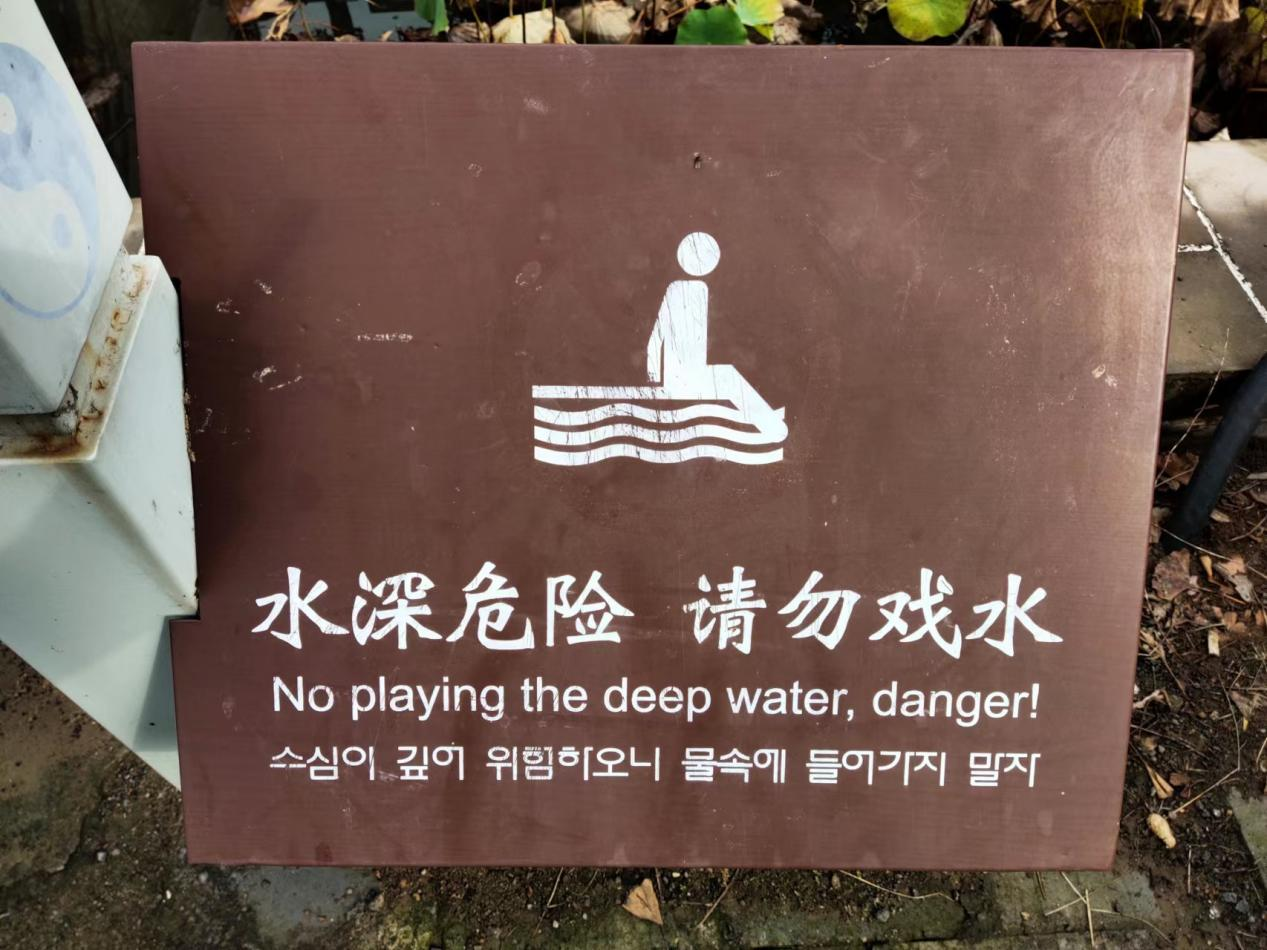 水深危险 请勿戏水
No playing the deep water, danger!
수심이 깊어 위험하오니 물속에 들어가지 말자